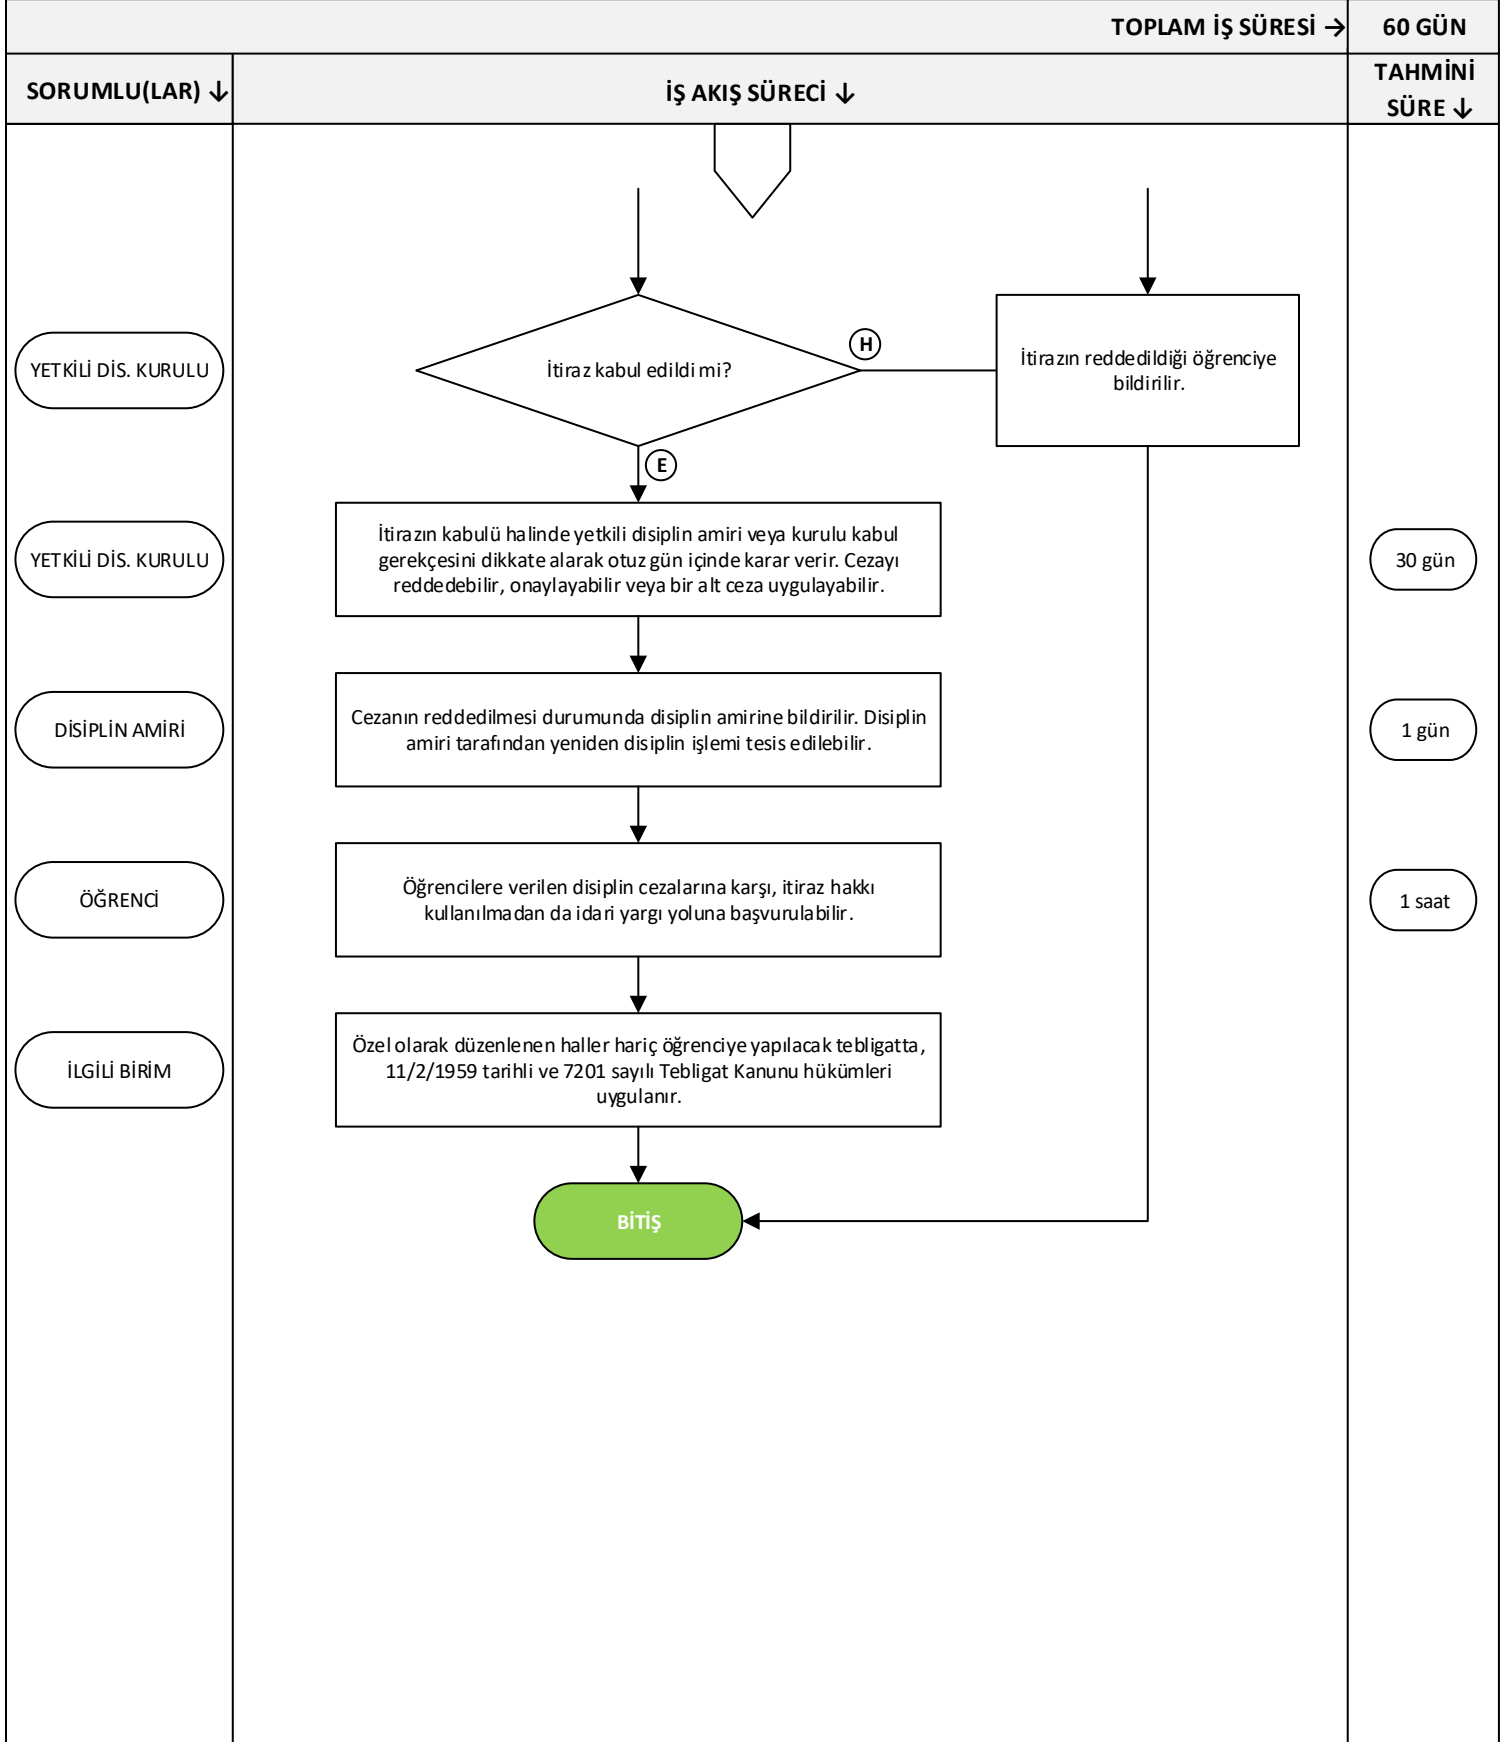 TOPLAM İŞ SÜRESİ → 60 GÜN
SORUMLU(LAR) ↓ İŞ AKIŞ SÜRECİ ↓ TAHMİNİ
SÜRE ↓
YETKİLİ DİS. KURULU
İtiraz kabul edildi mi?
H
İtirazın reddedildiği öğrenciye
bildirilir.
E
YETKİLİ DİS. KURULU
İtirazın kabulü halinde yetkili disiplin amiri veya kurulu kabul
gerekçesini dikkate alarak otuz gün içinde karar verir. Cezayı
reddedebilir, onaylayabilir veya bir alt ceza uygulayabilir.
30 gün
DİSİPLİN AMİRİ
Cezanın reddedilmesi durumunda disiplin amirine bildirilir. Disiplin
amiri tarafından yeniden disiplin işlemi tesis edilebilir.
1 gün
ÖĞRENCİ
Öğrencilere verilen disiplin cezalarına karşı, itiraz hakkı
kullanılmadan da idari yargı yoluna başvurulabilir.
1 saat
İLGİLİ BİRİM
Özel olarak düzenlenen haller hariç öğrenciye yapılacak tebligatta,
11/2/1959 tarihli ve 7201 sayılı Tebligat Kanunu hükümleri
uygulanır.
BİTİŞ